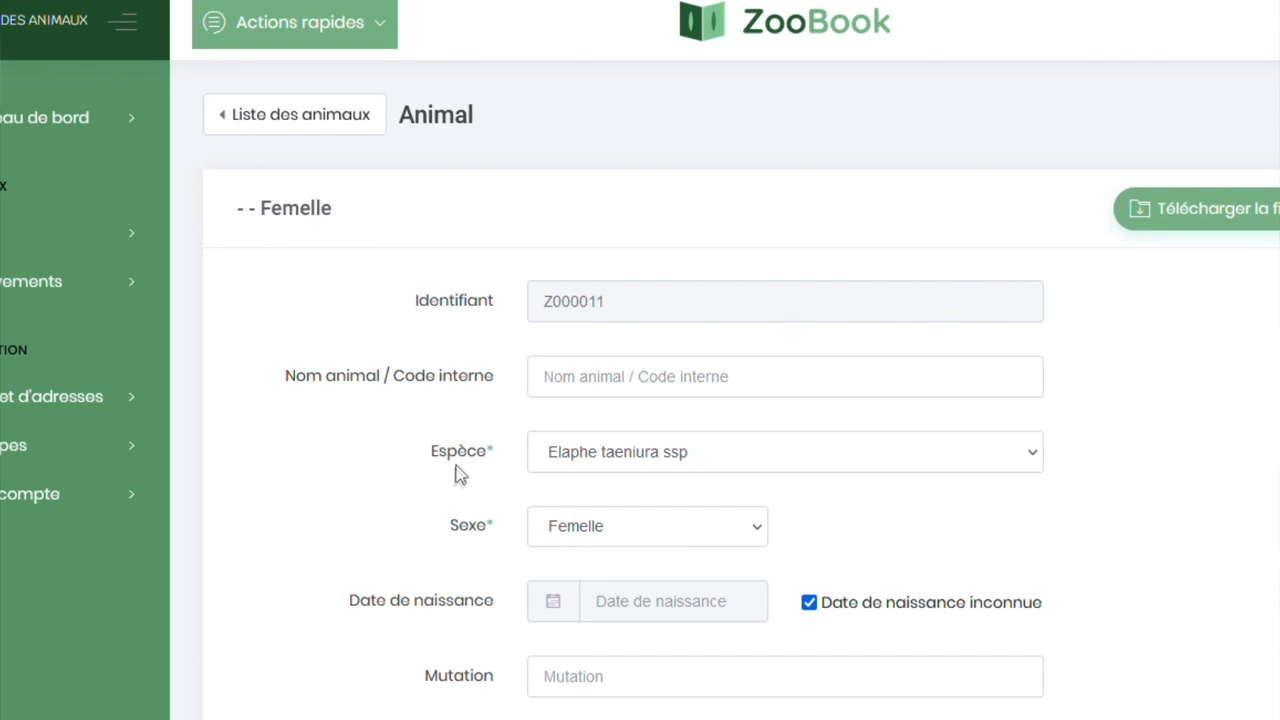 DES ANIMAUX
Actions rapides
ZooBook
eau de bord
X
vements
TION
et d'adresses
pes
compte
Liste des animaux
Animal
- - Femelle
Télécharger la fi
Identifiant
Z000011
Nom animal / Code interne
Nom animal / Code interne
Espèce*
Elaphe taeniura ssp
Sexe*
Femelle
Date de naissance
Date de naissance
Date de naissance inconnue
Mutation
Mutation